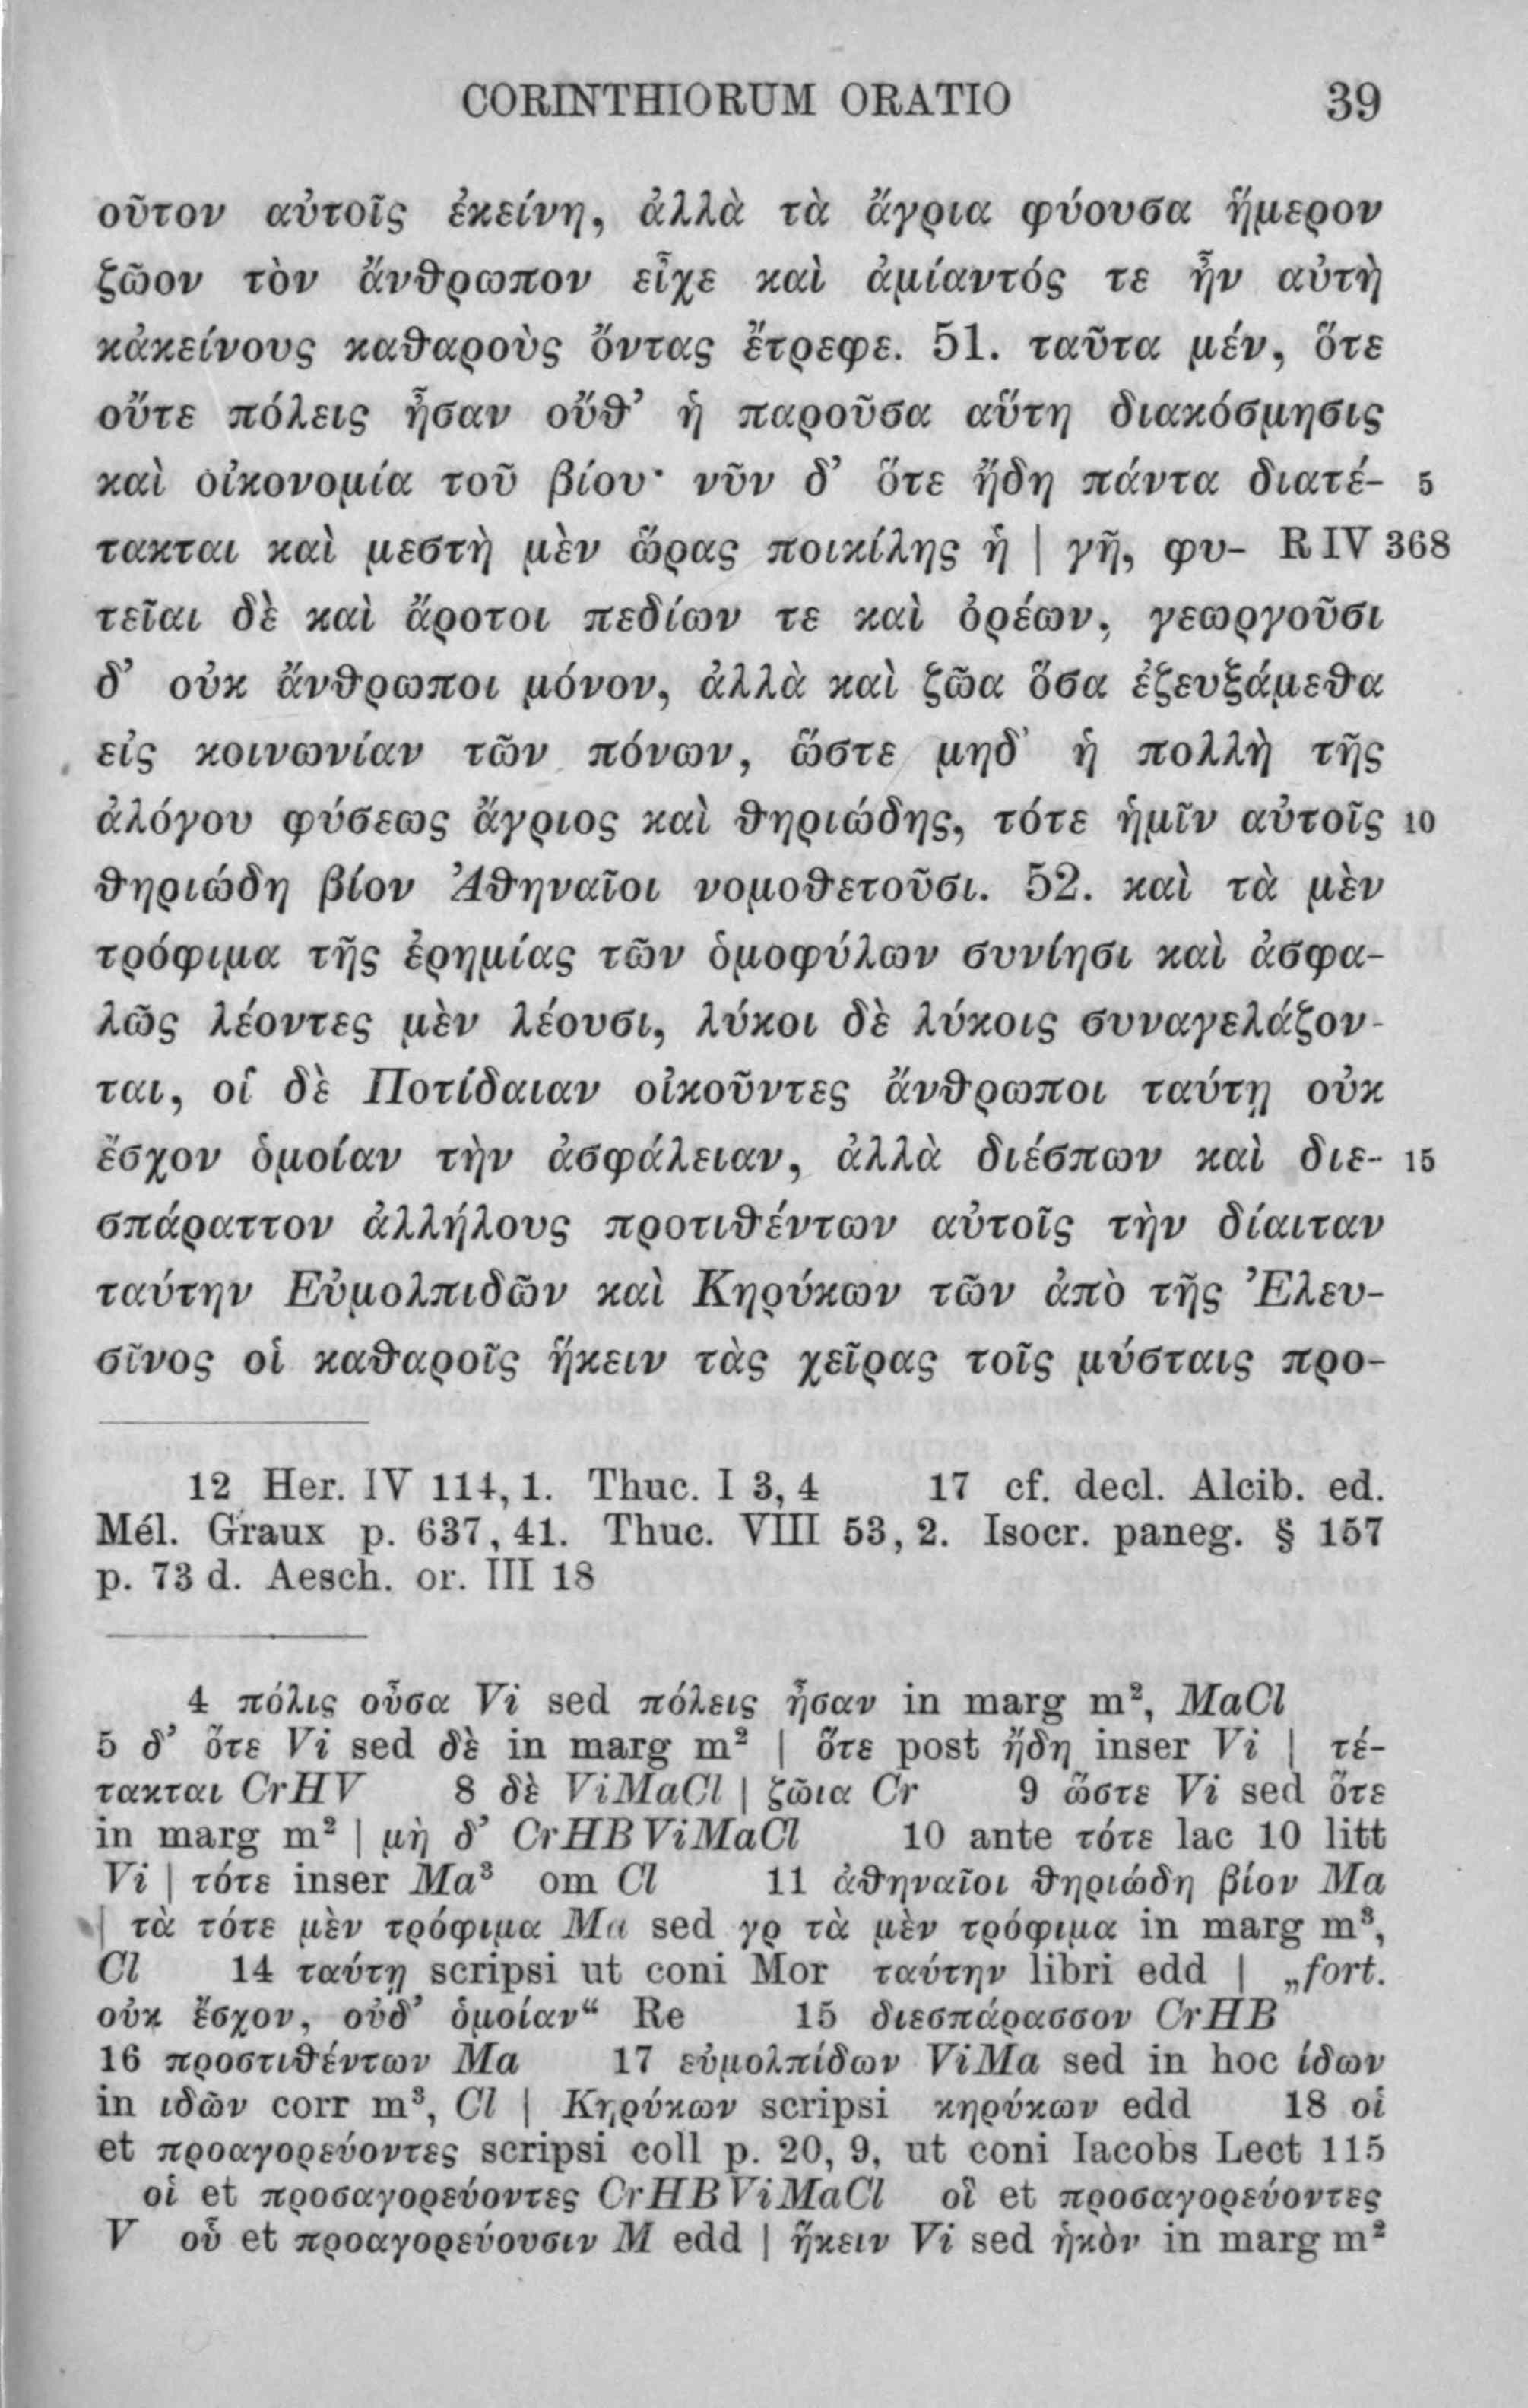 CORINTHIORUM ORATIO 39
οῦτον αὐτοῖς ἐκείνη, ἀλλὰ τὰ ἄγρια φύουσα ἥμερον
ζῶον τὸν ἄνθρωπον εἶχε καὶ ἀμίαντός τε ἦν αὐτὴ
κἀκείνους καθαροὺς ὄντας ἔτρεφε. 51. ταῦτα μέν, ὅτε
οὔτε πόλεις ἦσαν οὔθ’ ἡ παροῦσα αὕτη διακόσμησις
καὶ οἰκονομία τοῦ βίου· νῦν δ’ ὅτε ἤδη πάντα διατέ- 5
τακται καὶ μεστὴ μὲν ὥρας ποικίλης ἡ | γῆ, φυ- R IV 368
τεῖαι δὲ καὶ ἄροτοι πεδίων τε καὶ ὀρέων, γεωργοῦσι
δ’ οὐκ ἄνθρωποι μόνον, ἀλλὰ καὶ ζῶα ὅσα ἐζευξάμεθα
εἰς κοινωνίαν τῶν πόνων, ὥστε μηδ’ ἡ πολλὴ τῆς
ἀλόγου φύσεως ἄγριος καὶ θηριώδης, τότε ἡμῖν αὐτοῖς 10
θηριώδη βίον Ἀθηναῖοι νομοθετοῦσι. 52. καὶ τὰ μὲν
τρόφιμα τῆς ἐρημίας τῶν ὁμοφύλων συνίησι καὶ ἀσφα-
λῶς λέοντες μὲν λέουσι, λύκοι δὲ λύκοις συναγελάζον-
ται, οἱ δὲ Ποτίδαιαν οἰκοῦντες ἄνθρωποι ταύτῃ οὐκ
ἔσχον ὁμοίαν τὴν ἀσφάλειαν, ἀλλὰ διέσπων καὶ διε- 15
σπάραττον ἀλλήλους προτιθέντων αὐτοῖς τὴν δίαιταν
ταύτην Εὐμολπιδῶν καὶ Κηρύκων τῶν ἀπὸ τῆς Ἐλευ-
σῖνος οἱ καθαροῖς ἥκειν τὰς χεῖρας τοῖς μύσταις προ-
12 Her. IV 114, 1. Thuc. I 3, 4 17 cf. decl. Alcib. ed.
Mél. Graux p. 637, 41. Thuc. VIII 53, 2. Isocr. paneg. § 157
p. 73 d. Aesch. or. III 18
4 πόλις οὖσα Vi sed πόλεις ἦσαν in marg m², MaCl
5 δ’ ὅτε Vi sed δὲ in marg m² | ὅτε post ἤδη inser Vi | τέ-
τακται CrHV 8 δὲ ViMaCl | ζῶια Cr 9 ὥστε Vi sed ὅτε
in marg m² | μὴ δ’ CrHBViMaCl 10 ante τότε lac 10 litt
Vi | τότε inser Ma³ om Cl 11 ἀθηναῖοι θηριώδη βίον Ma
| τὰ τότε μὲν τρόφιμα Ma sed γρ τὰ μὲν τρόφιμα in marg m³,
Cl 14 ταύτῃ scripsi ut coni Mor ταύτην libri edd | „fort.
οὐκ ἔσχον, οὐδ’ ὁμοίαν“ Re 15 διεσπάρασσον CrHB
16 προστιθέντων Ma 17 εὐμολπίδων ViMa sed in hoc ίδων
in ιδῶν corr m³, Cl | Κηρύκων scripsi κηρύκων edd 18 οἱ
et προαγορεύοντες scripsi coll p. 20, 9, ut coni Iacobs Lect 115
οἱ et προσαγορεύοντες CrHBViMaCl οἳ et προσαγορεύοντες
V οὗ et προαγορεύουσιν M edd | ἥκειν Vi sed ἡκὸν in marg m²